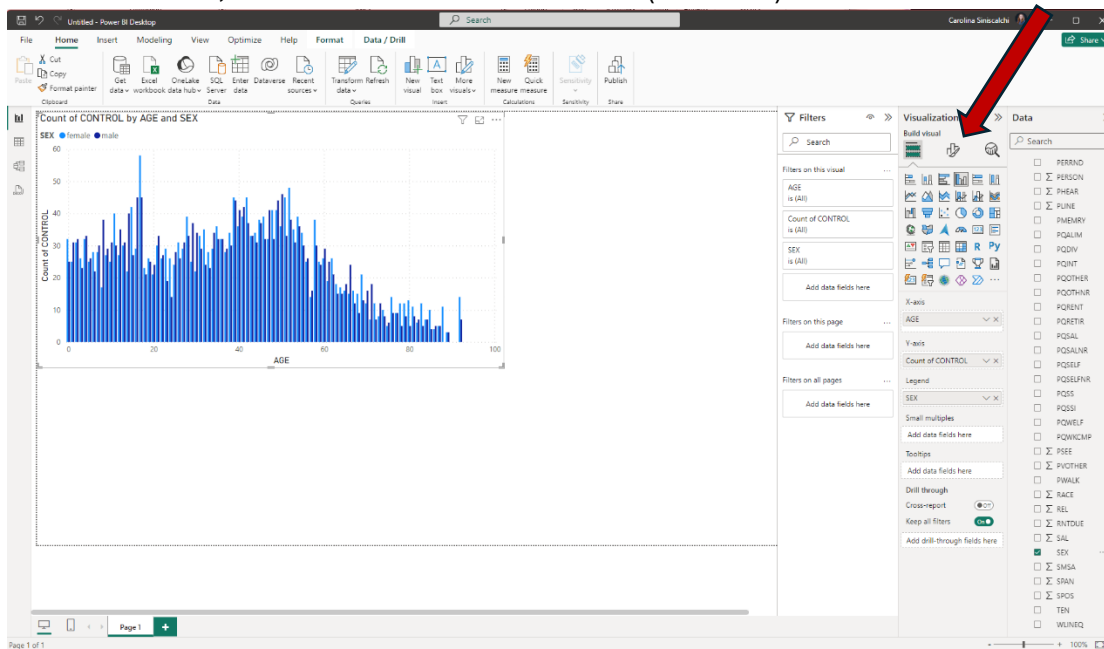 Untitled - Power BI Desktop
Search
Carolina Siniscalchi
File Home Insert Modeling View Optimize Help Format Data / Drill
Share
Paste
Cut
Copy
Format painter
Get data
Excel workbook
OneLake data hub
SQL Server
Enter data
Dataverse
Recent sources
Transform data
Refresh
New visual
Text box
More visuals
New measure
Quick measure
Sensitivity
Publish
Clipboard Data Queries Insert Calculations Sensitivity Share
Count of CONTROL by AGE and SEX
SEX female male
60
50
40
30
20
10
0
Count of CONTROL
0 20 40 60 80 100
AGE
Filters
Search
Filters on this visual
AGE
is (All)
Count of CONTROL
is (All)
SEX
is (All)
Add data fields here
Filters on this page
Add data fields here
Filters on all pages
Add data fields here
Build visual
R Py
X-axis
AGE
Y-axis
Count of CONTROL
Legend
SEX
Small multiples
Add data fields here
Tooltips
Add data fields here
Drill through
Cross-report Off
Keep all filters On
Add drill-through fields here
Data
Search
PERRND
PERSON
PHEAR
PLINE
PMEMRY
PQALIM
PQDIV
PQINT
PQOTHER
PQOTHNR
PQRENT
PQRETIR
PQSAL
PQSALNR
PQSELF
PQSELFNR
PQSS
PQSSI
PQWELF
PQWKCMP
PSEE
PVOTHER
PWALK
RACE
REL
RNTDUE
SAL
SEX
SMSA
SPAN
SPOS
TEN
WLINEQ
Page 1
Page 1 of 1
100%